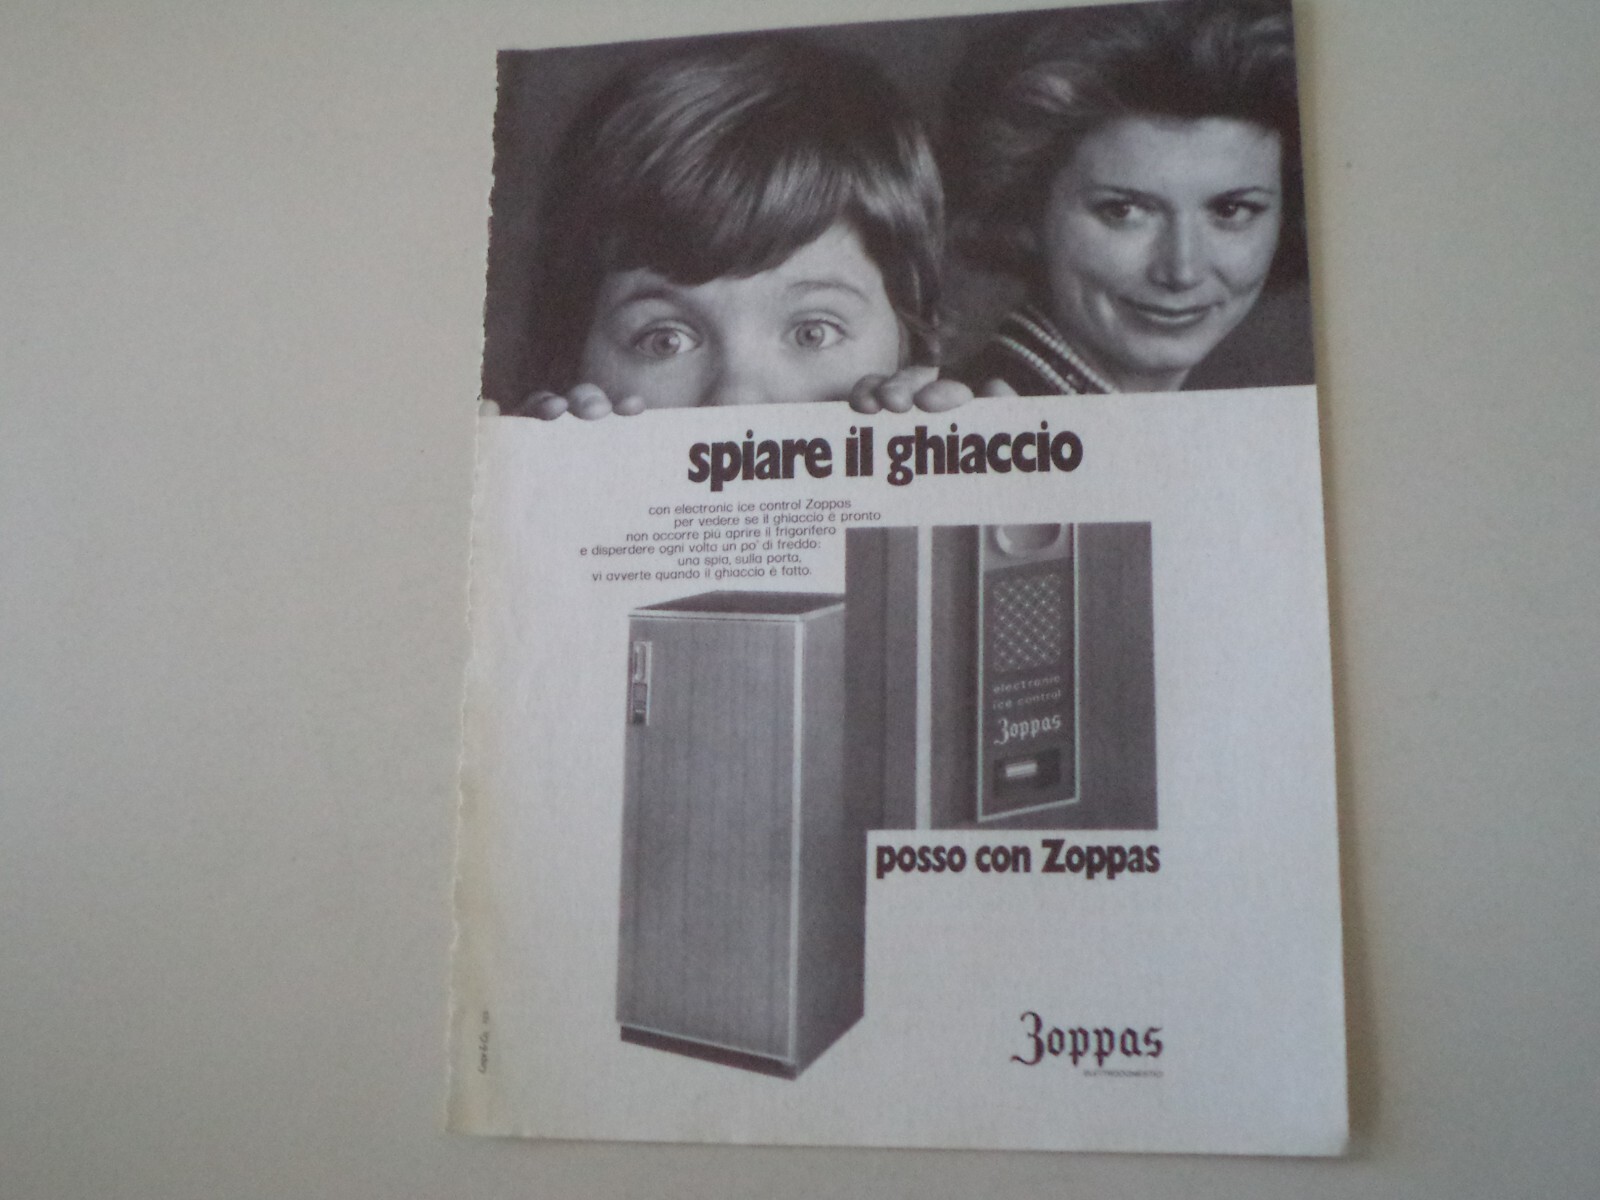 spiare il ghiaccio
con electronic ice control Zoppas
per vedere se il ghiaccio è pronto
non occorre più aprire il frigorifero
e disperdere ogni volta un po' di freddo:
una spia, sulla porta,
vi avverte quando il ghiaccio è fatto.
electronic
ice control
Zoppas
posso con Zoppas
Zoppas
ELETTRODOMESTICI